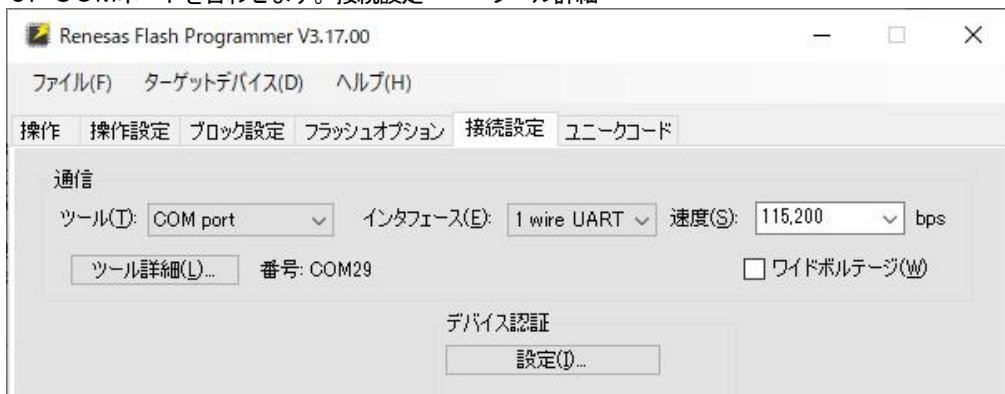 Renesas Flash Programmer V3.17.00
ファイル(F) ターゲットデバイス(D) ヘルプ(H)
操作 操作設定 ブロック設定 フラッシュオプション 接続設定 ユニークコード
通信
ツール(T): COM port インタフェース(E): 1 wire UART 速度(S): 115,200 bps
ツール詳細(L)... 番号: COM29 ワイドボルテージ(W)
デバイス認証
設定(I)...